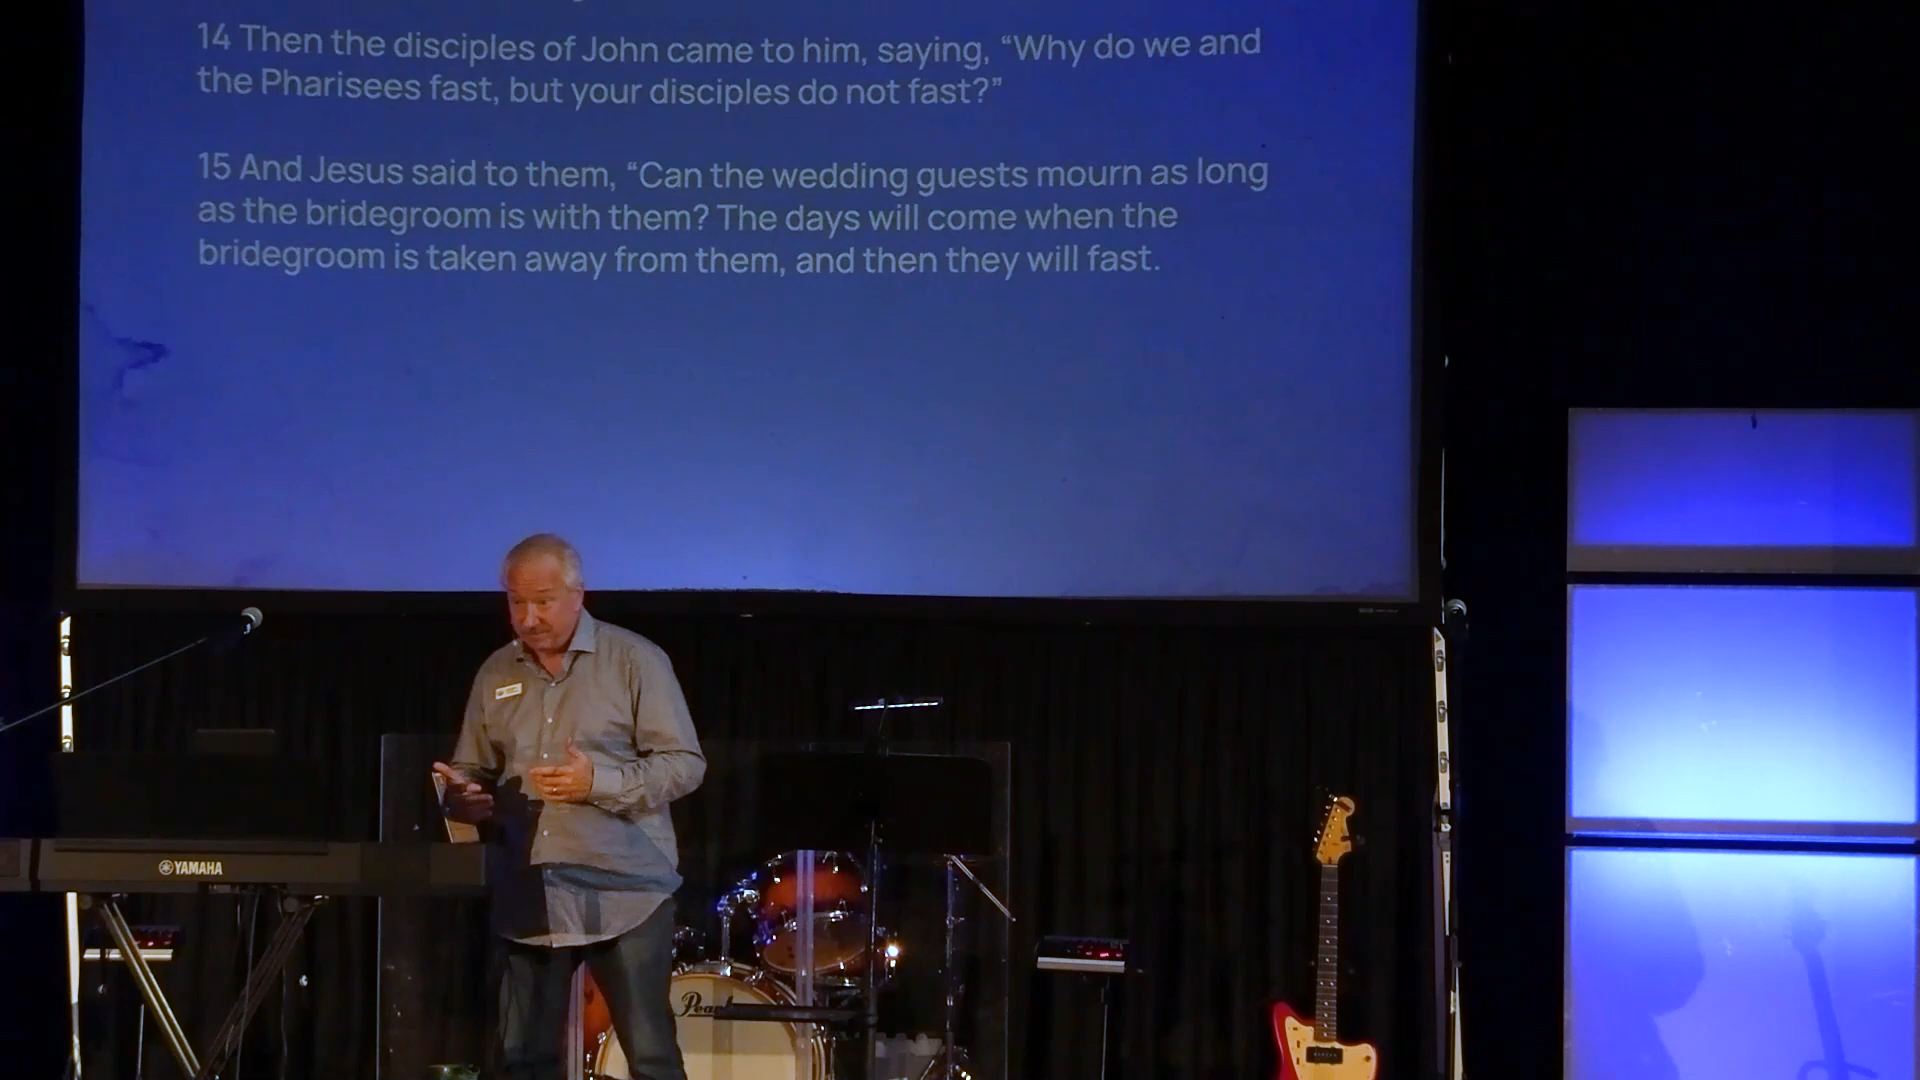 14 Then the disciples of John came to him, saying, “Why do we and
the Pharisees fast, but your disciples do not fast?”
15 And Jesus said to them, “Can the wedding guests mourn as long
as the bridegroom is with them? The days will come when the
bridegroom is taken away from them, and then they will fast.
YAMAHA
Pearl